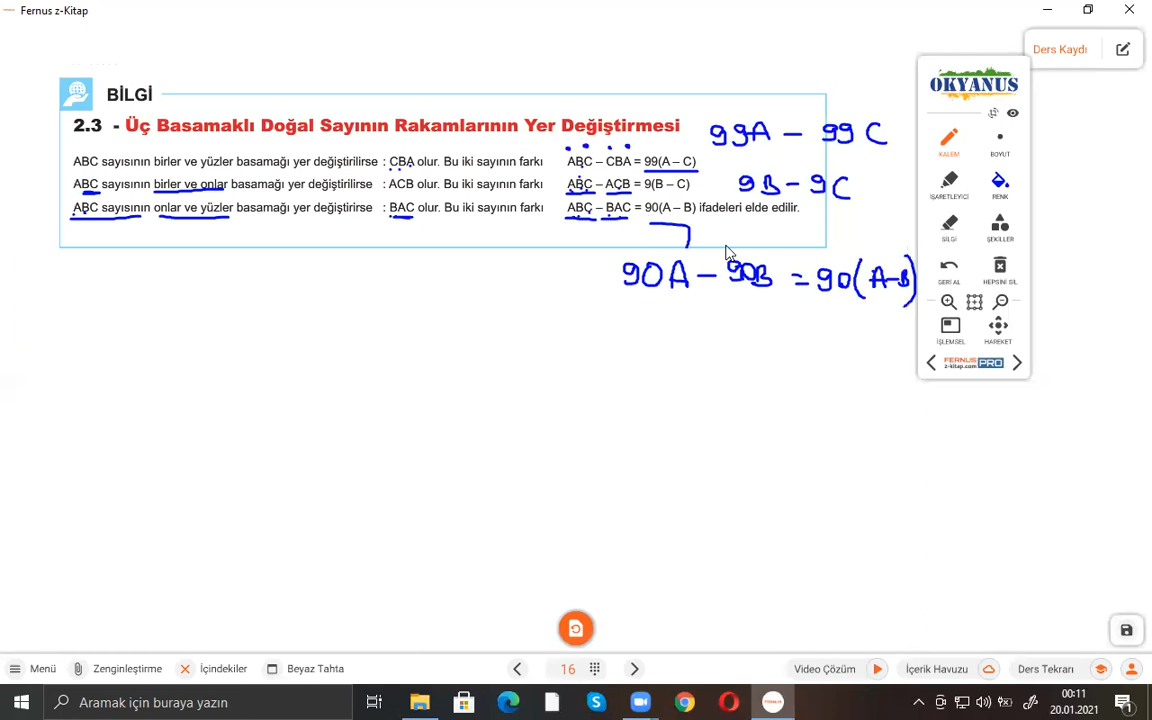 Fernus z-Kitap
Ders Kaydı
OKYANUS
BİLGİ
2.3 - Üç Basamaklı Doğal Sayının Rakamlarının Yer Değiştirmesi
99A - 99C
ABC sayısının birler ve yüzler basamağı yer değiştirilirse : CBA olur. Bu iki sayının farkı ABC – CBA = 99(A – C)
ABC sayısının birler ve onlar basamağı yer değiştirilirse : ACB olur. Bu iki sayının farkı ABC – ACB = 9(B – C)
9B - 9C
ABC sayısının onlar ve yüzler basamağı yer değiştirirse : BAC olur. Bu iki sayının farkı ABC – BAC = 90(A – B) ifadeleri elde edilir.
90A - 90B = 90(A-B)
KALEM BOYUT
İŞARETLEYİCİ RENK
SİLGİ ŞEKİLLER
GERİ AL HEPSİNİ SİL
İŞLEMSEL HAREKET
FERNUS z-kitap.com PRO
Menü Zenginleştirme İçindekiler Beyaz Tahta 16 Video Çözüm İçerik Havuzu Ders Tekrarı
Aramak için buraya yazın
00:11
20.01.2021
1